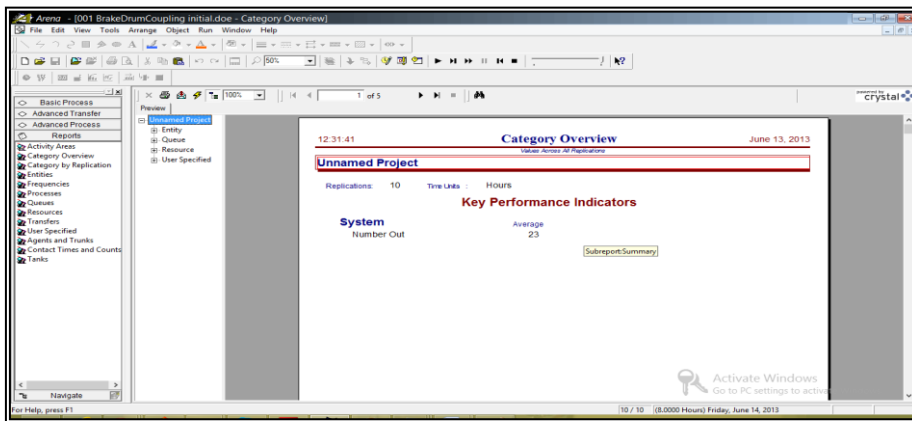 Arena - [001 BrakeDrumCoupling initial.doe - Category Overview]
File Edit View Tools Arrange Object Run Window Help
50%
Basic Process
Advanced Transfer
Advanced Process
Reports
Activity Areas
Category Overview
Category by Replication
Entities
Frequencies
Processes
Queues
Resources
Transfers
User Specified
Agents and Trunks
Contact Times and Counts
Tanks
Navigate
100%
1 of 5
powered by
crystal
Preview
Unnamed Project
Entity
Queue
Resource
User Specified
12:31:41 Category Overview June 13, 2013
Values Across All Replications
Unnamed Project
Replications: 10 Time Units : Hours
Key Performance Indicators
System Average
Number Out 23
Subreport:Summary
Activate Windows
Go to PC settings to activa
For Help, press F1
10 / 10 (8.0000 Hours) Friday, June 14, 2013